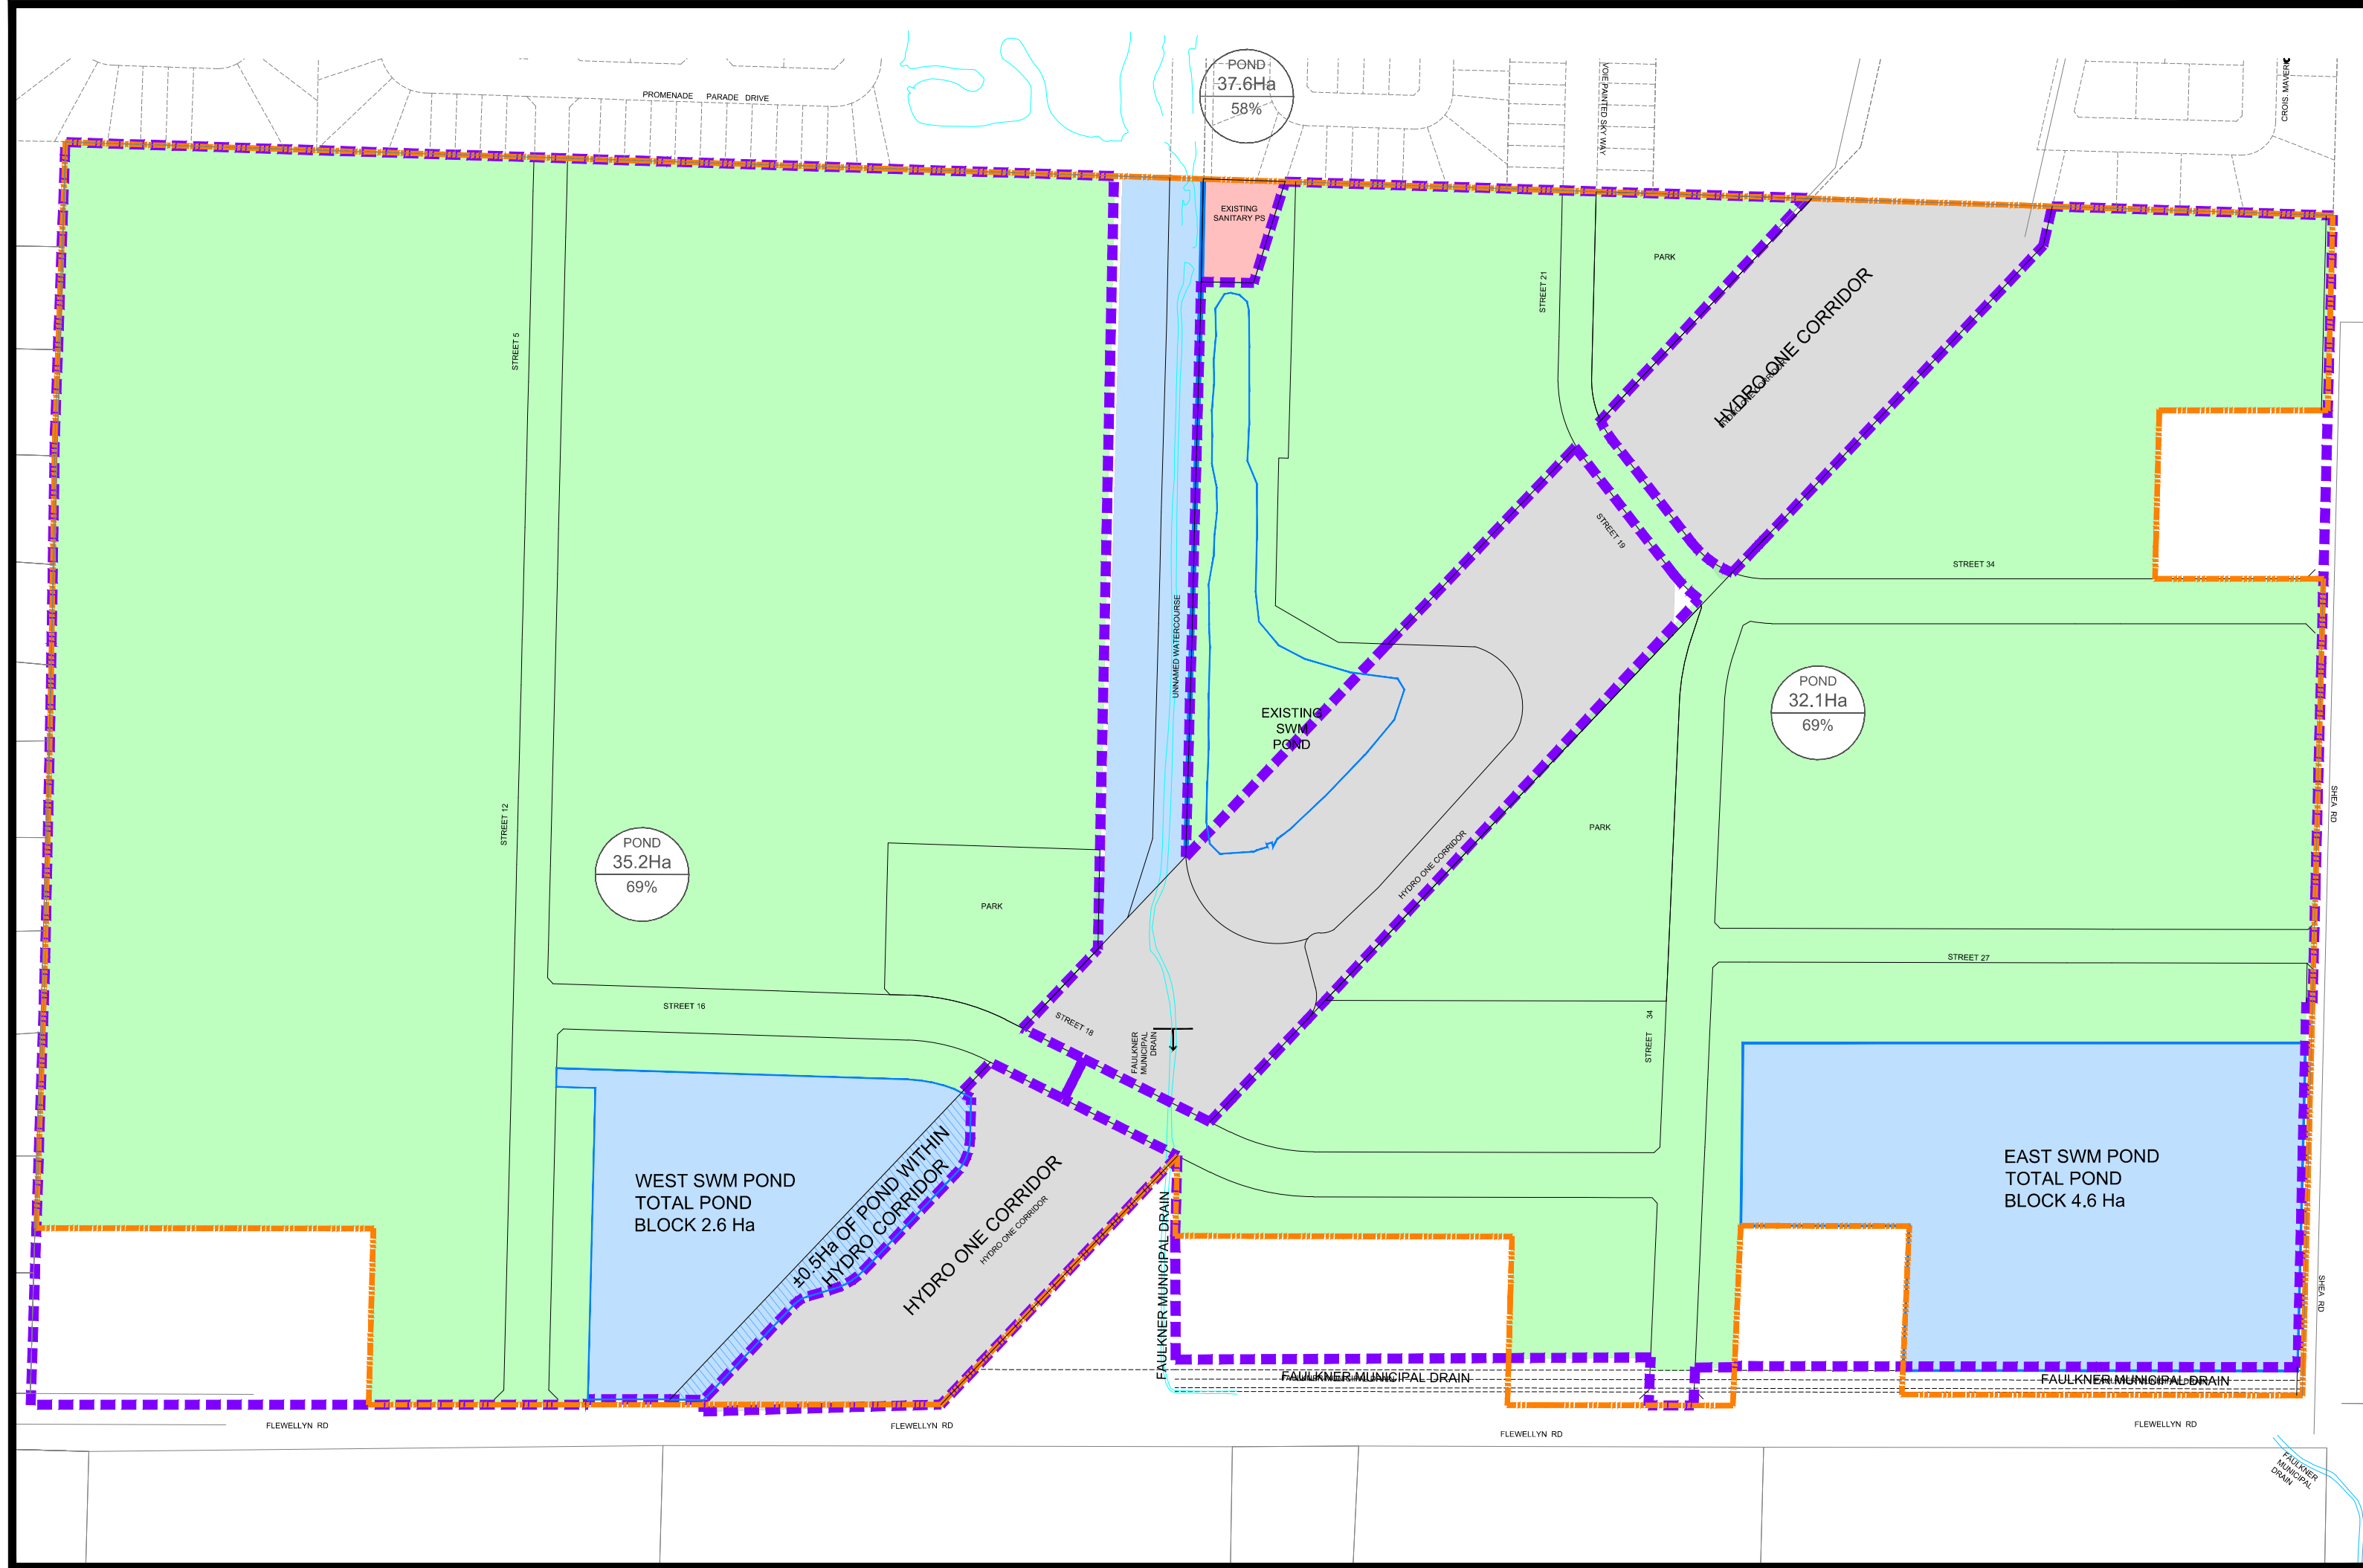 POND
37.6Ha
58%
PROMENADE PARADE DRIVE
VOIE PAINTED SKY WAY
CROIS. MAVERIC
EXISTING
SANITARY PS
PARK
STREET 21
STREET 5
HYDRO ONE CORRIDOR
HYDRO ONE CORRIDOR
STREET 19
STREET 34
UNNAMED WATERCOURSE
EXISTING
SWM
POND
POND
32.1Ha
69%
SHEA RD
STREET 12
POND
35.2Ha
69%
PARK
HYDRO ONE CORRIDOR
PARK
STREET 27
STREET 16
STREET 18
FAULKNER
MUNICIPAL
DRAIN
STREET 34
WEST SWM POND
TOTAL POND
BLOCK 2.6 Ha
±0.5Ha OF POND WITHIN
HYDRO CORRIDOR
HYDRO ONE CORRIDOR
HYDRO ONE CORRIDOR
FAULKNER MUNICIPAL DRAIN
EAST SWM POND
TOTAL POND
BLOCK 4.6 Ha
SHEA RD
FAULKNER MUNICIPAL DRAIN
FAULKNER MUNICIPAL DRAIN
FLEWELLYN RD
FLEWELLYN RD
FLEWELLYN RD
FLEWELLYN RD
FAULKNER
MUNICIPAL
DRAIN